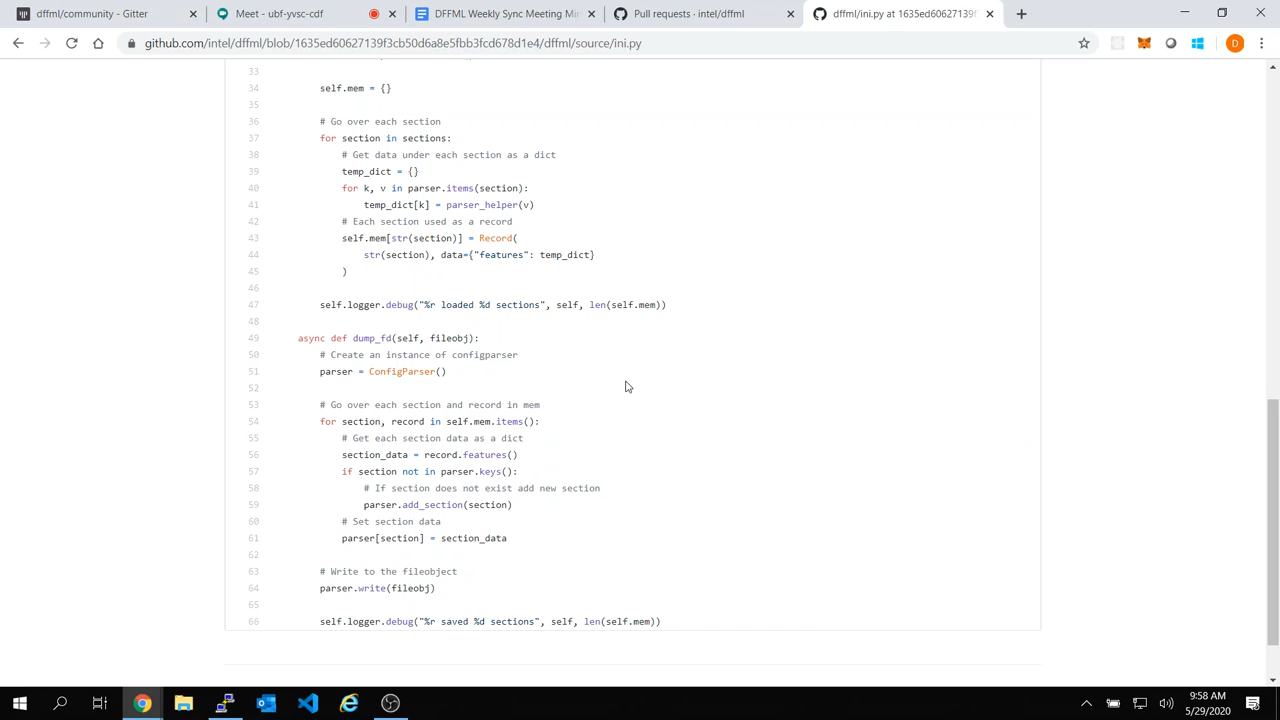 dffml/community - Gitter
Meet - ubf-yvsc-cdf
DFFML Weekly Sync Meeting Min
Pull requests · intel/dffml
dffml/ini.py at 1635ed60627139f
github.com/intel/dffml/blob/1635ed60627139f3cb50d6a8e5fbb3fcd678d1e4/dffml/source/ini.py
D
33
34 self.mem = {}
35
36 # Go over each section
37 for section in sections:
38 # Get data under each section as a dict
39 temp_dict = {}
40 for k, v in parser.items(section):
41 temp_dict[k] = parser_helper(v)
42 # Each section used as a record
43 self.mem[str(section)] = Record(
44 str(section), data={"features": temp_dict}
45 )
46
47 self.logger.debug("%r loaded %d sections", self, len(self.mem))
48
49 async def dump_fd(self, fileobj):
50 # Create an instance of configparser
51 parser = ConfigParser()
52
53 # Go over each section and record in mem
54 for section, record in self.mem.items():
55 # Get each section data as a dict
56 section_data = record.features()
57 if section not in parser.keys():
58 # If section does not exist add new section
59 parser.add_section(section)
60 # Set section data
61 parser[section] = section_data
62
63 # Write to the fileobject
64 parser.write(fileobj)
65
66 self.logger.debug("%r saved %d sections", self, len(self.mem))
9:58 AM
5/29/2020